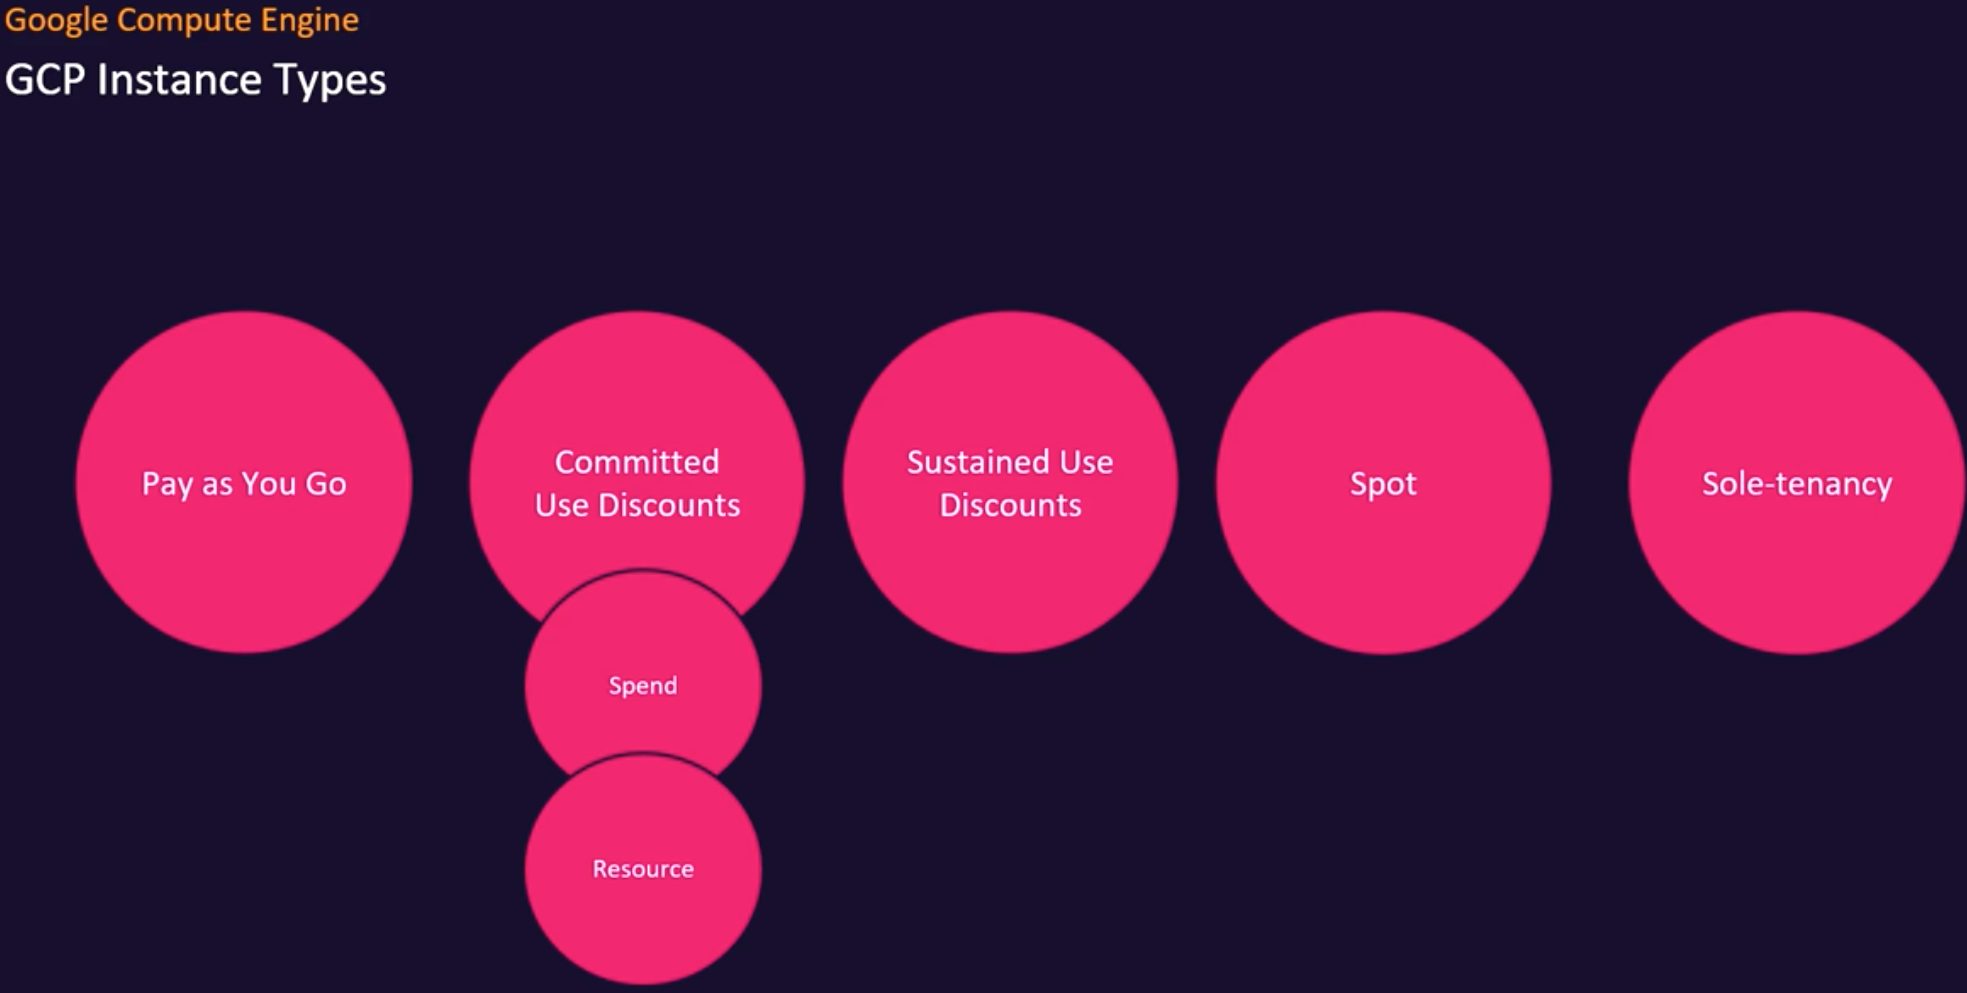 Google Compute Engine
GCP Instance Types
Pay as You Go
Committed
Use Discounts
Sustained Use
Discounts
Spot
Sole-tenancy
Spend
Resource